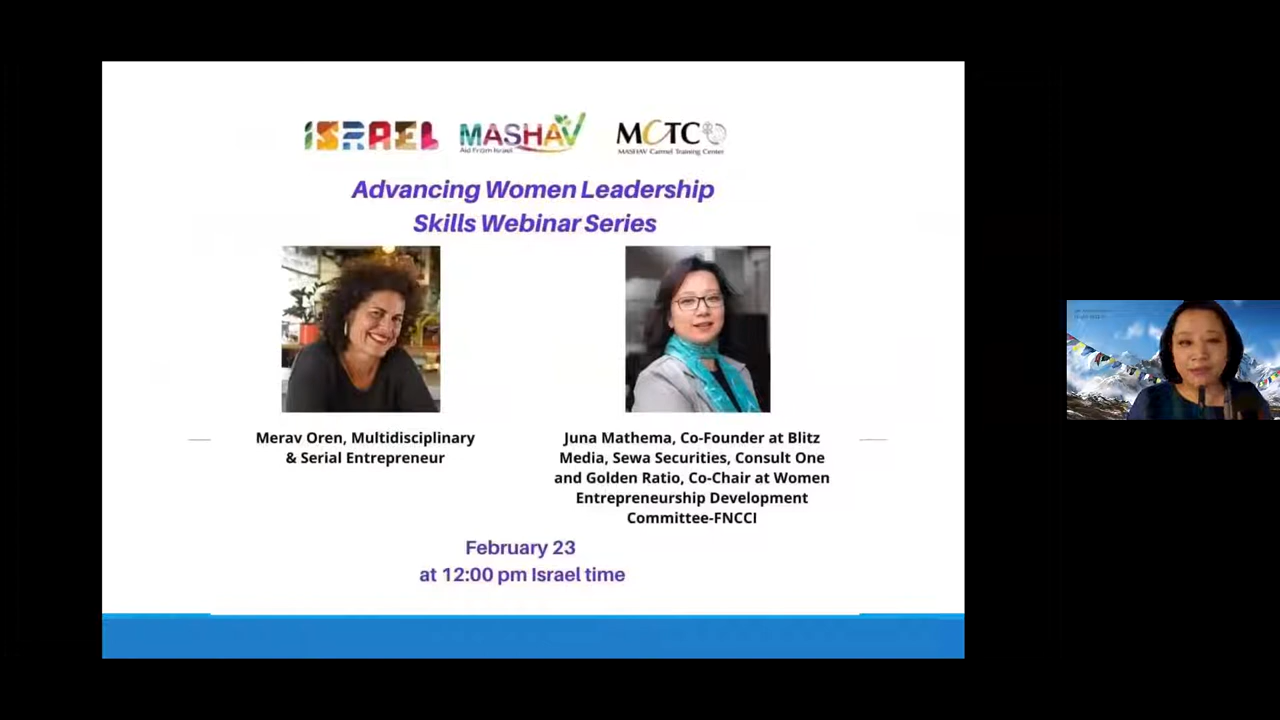 ISRAEL MASHAV MCTC
Aid From Israel MASHAV Carmel Training Center
Advancing Women Leadership
Skills Webinar Series
Merav Oren, Multidisciplinary
& Serial Entrepreneur
Juna Mathema, Co-Founder at Blitz
Media, Sewa Securities, Consult One
and Golden Ratio, Co-Chair at Women
Entrepreneurship Development
Committee-FNCCI
February 23
at 12:00 pm Israel time